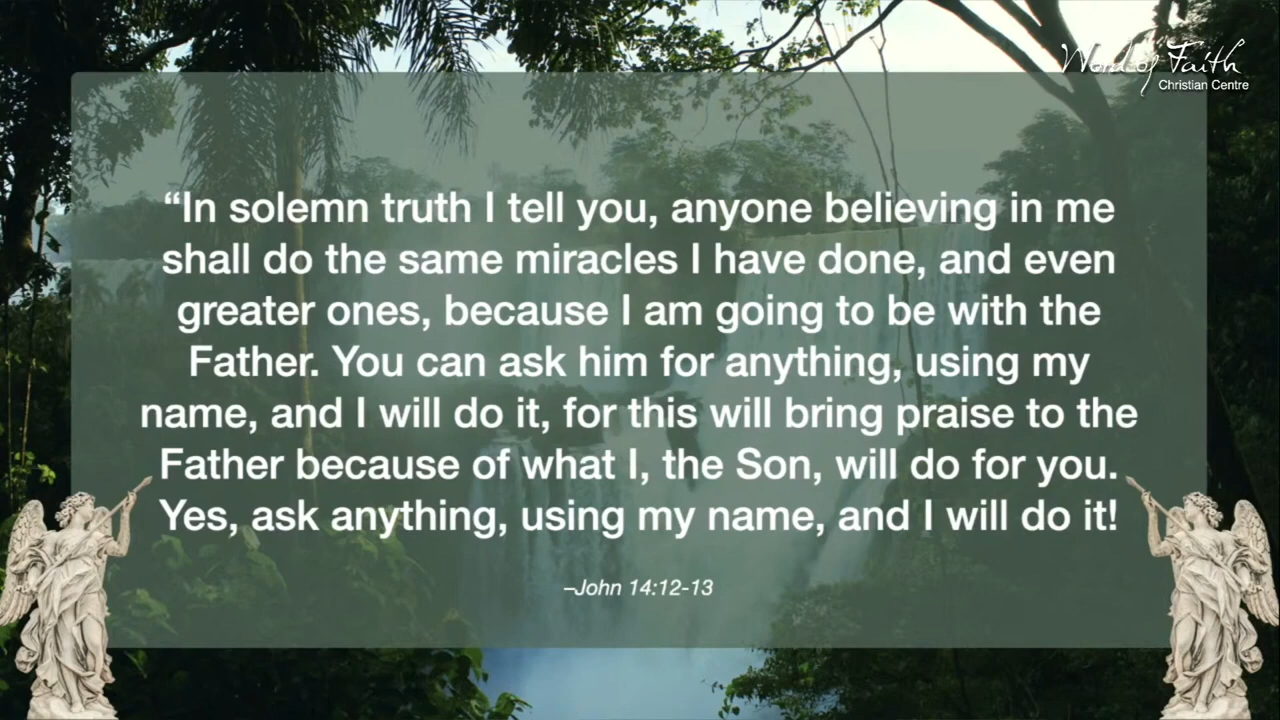 Word of Faith
Christian Centre
“In solemn truth I tell you, anyone believing in me
shall do the same miracles I have done, and even
greater ones, because I am going to be with the
Father. You can ask him for anything, using my
name, and I will do it, for this will bring praise to the
Father because of what I, the Son, will do for you.
Yes, ask anything, using my name, and I will do it!
–John 14:12-13